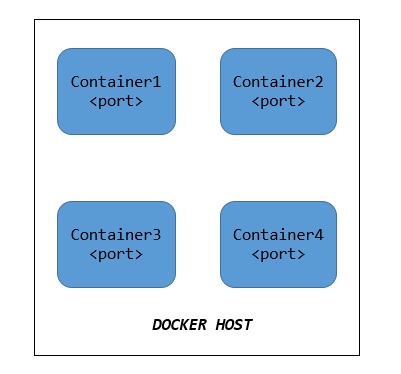 Container1
<port>
Container2
<port>
Container3
<port>
Container4
<port>
DOCKER HOST